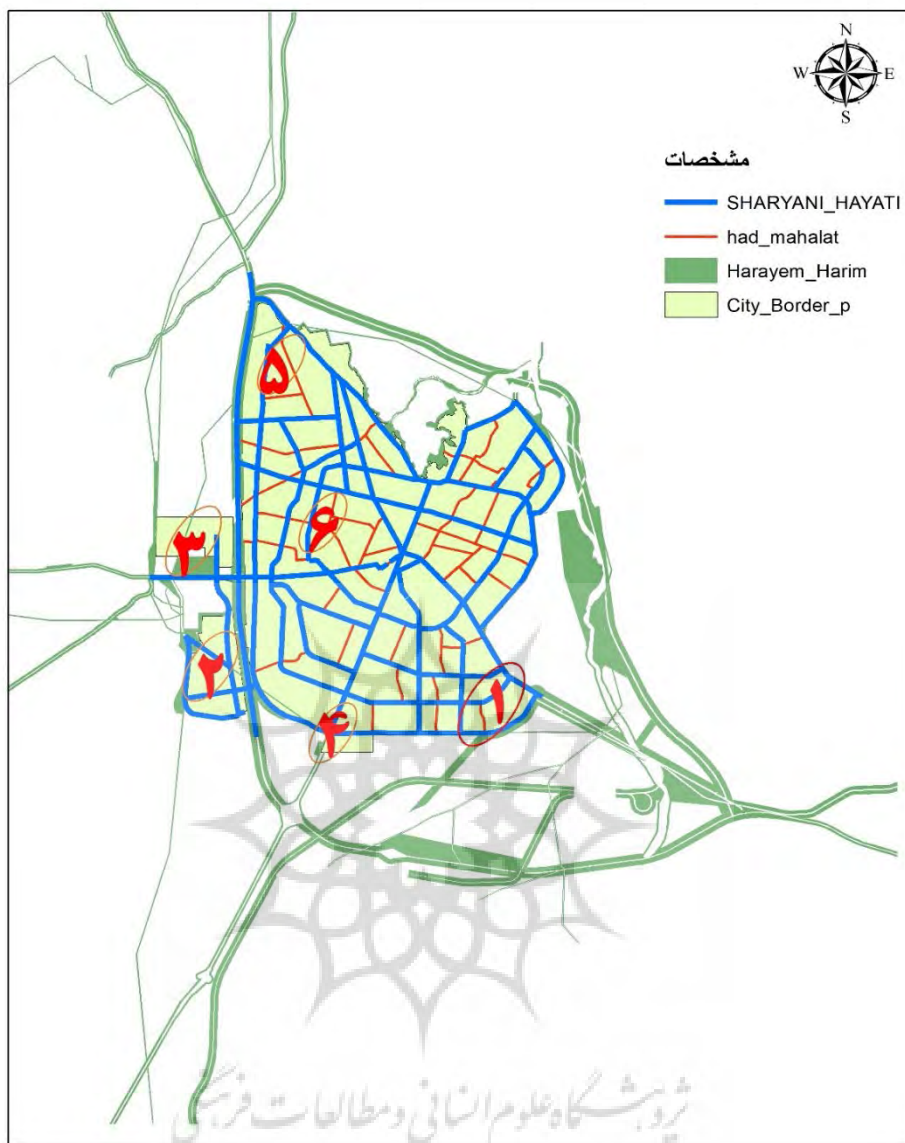 N
W E
S
مشخصات
SHARYANI_HAYATI
had_mahalat
Harayem_Harim
City_Border_p
۵
۶
۳
۲
۱
۴
پژوهشگاه علوم انسانی و مطالعات فرهنگی